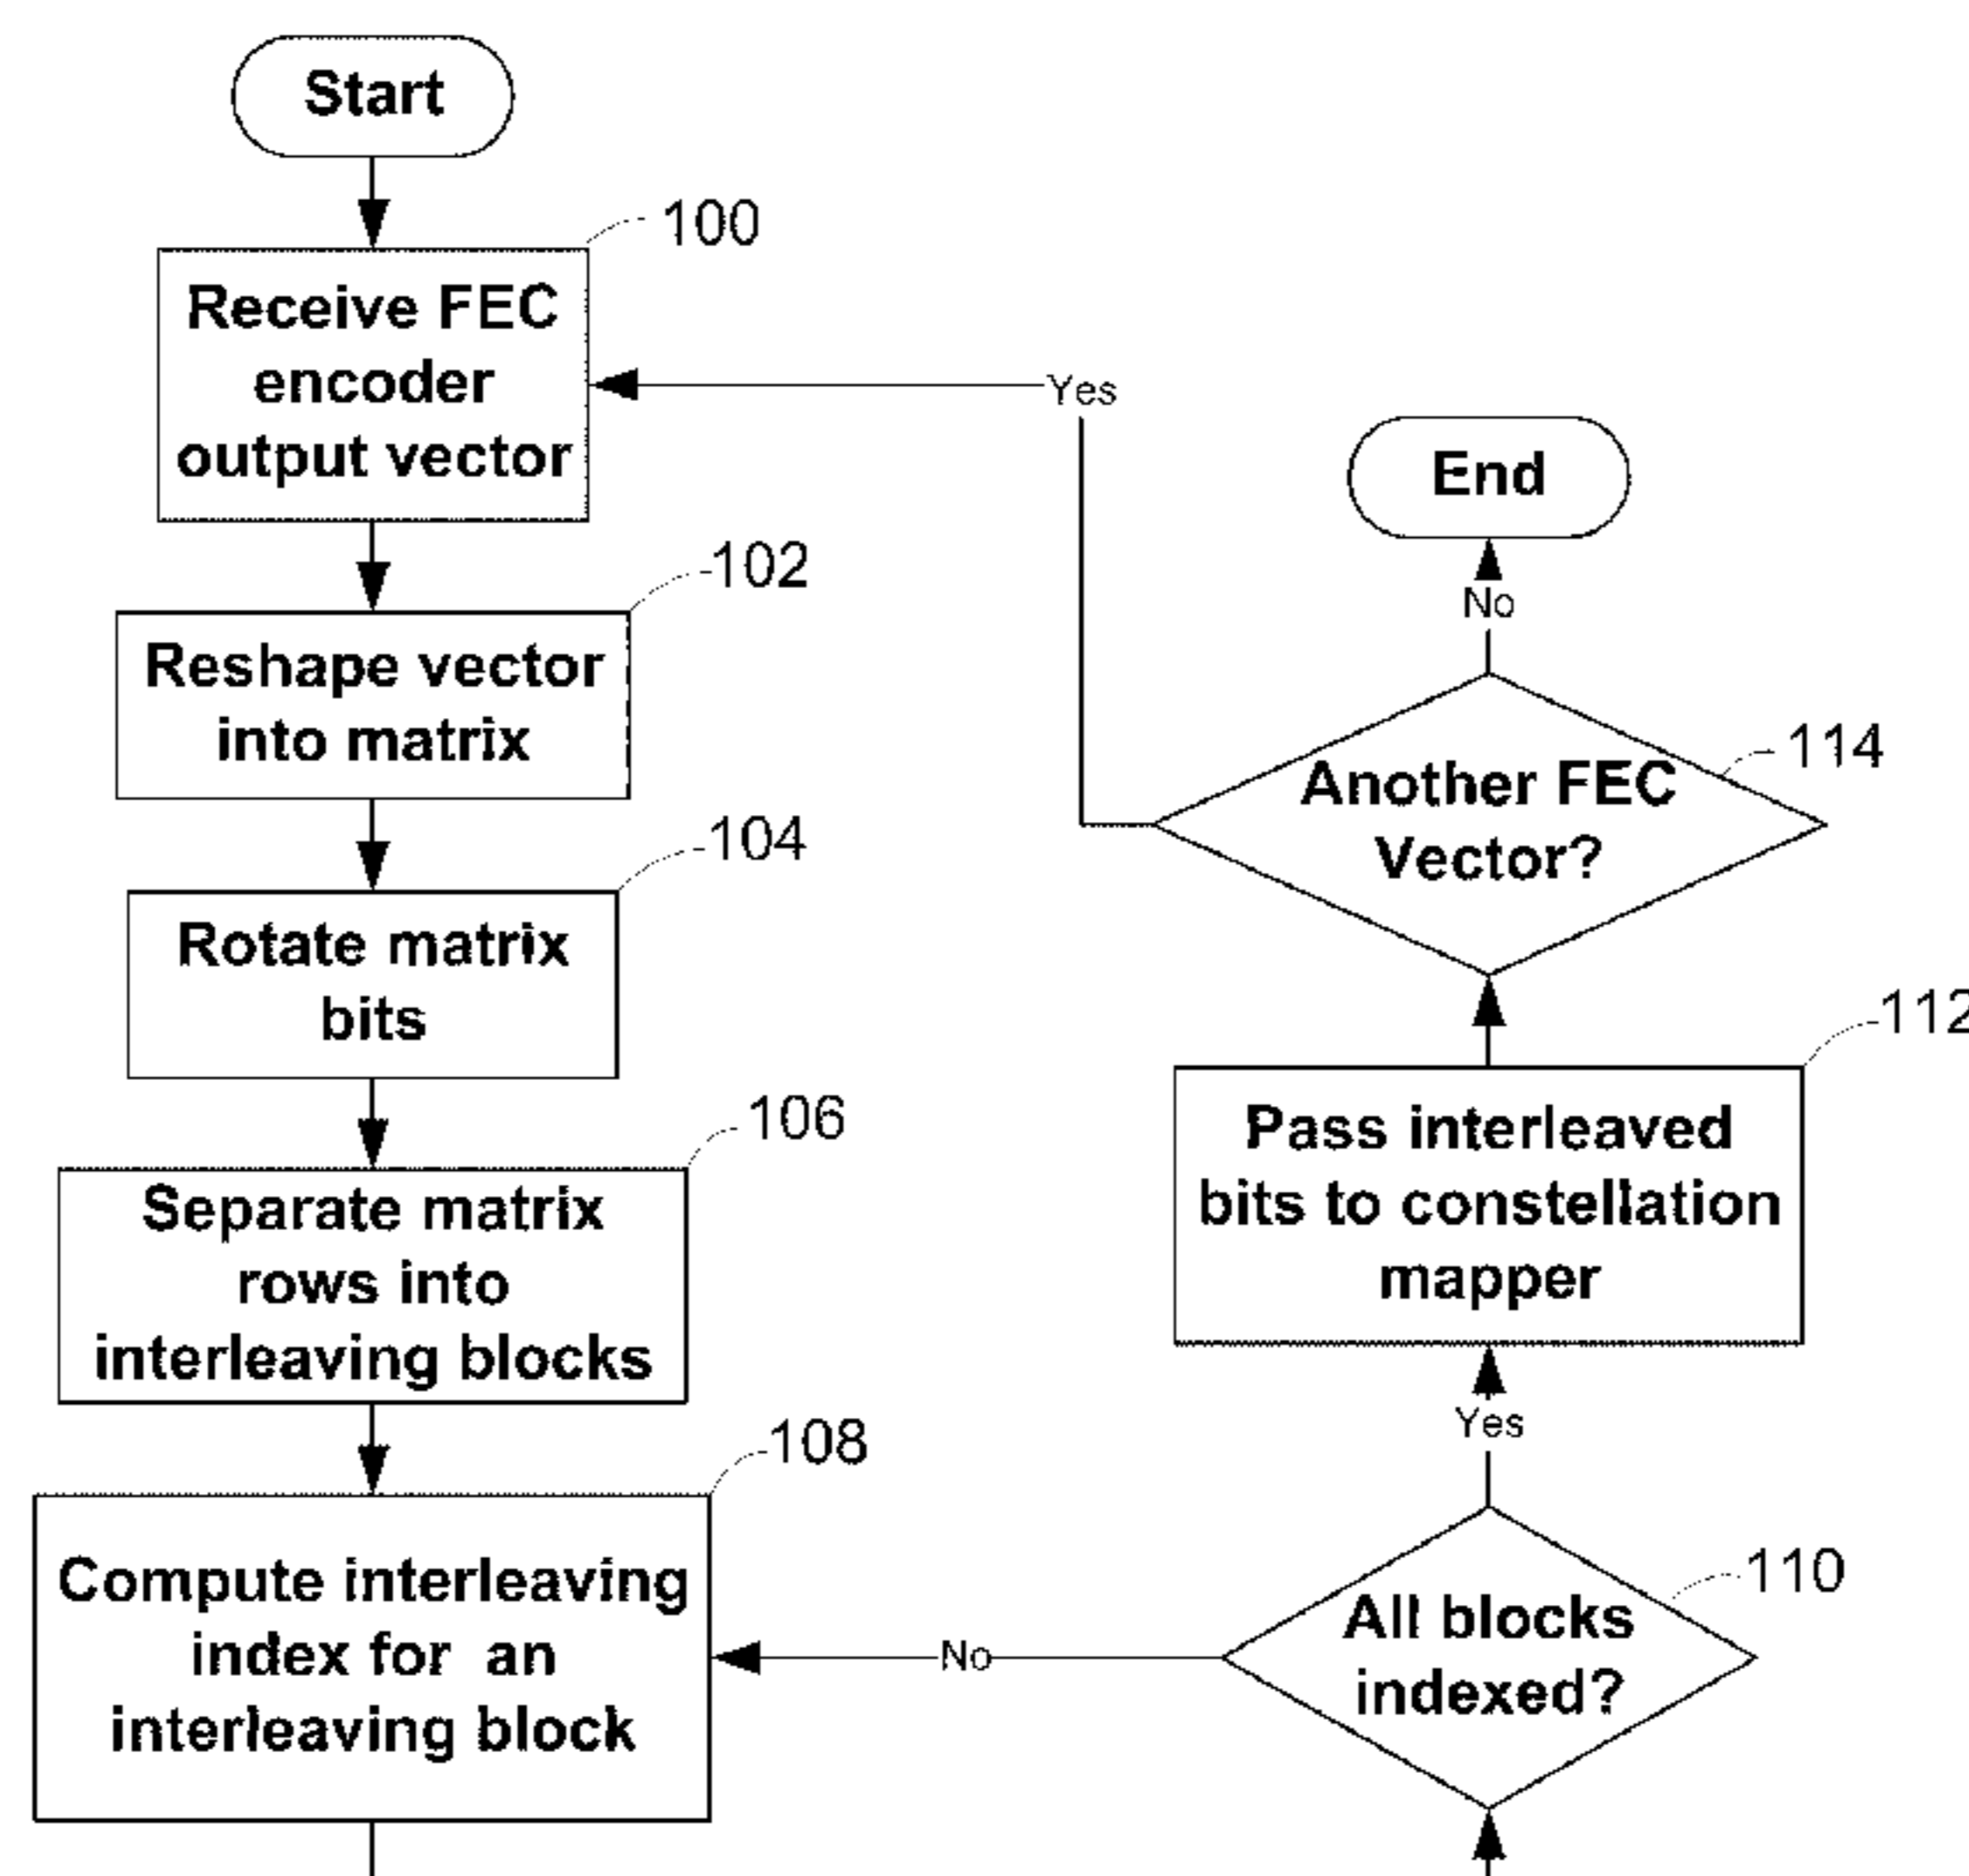 Start
100
Receive FEC
encoder
output vector
102
Reshape vector
into matrix
104
Rotate matrix
bits
106
Separate matrix
rows into
interleaving blocks
108
Compute interleaving
index for  an
interleaving block
No
All blocks
indexed?
110
Yes
Pass interleaved
bits to constellation
mapper
112
Another FEC
Vector?
114
Yes
No
End